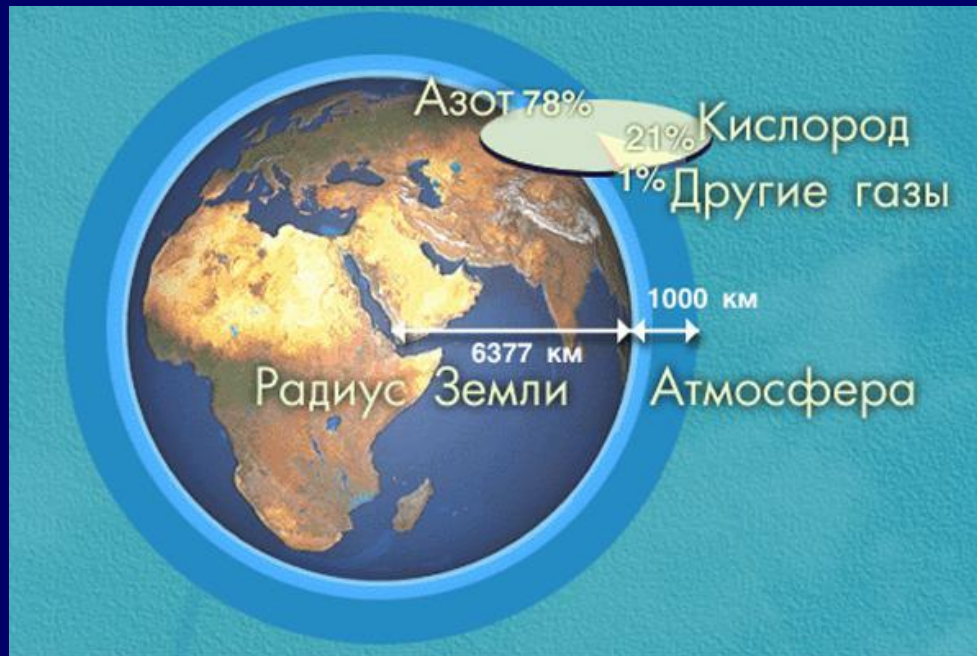 Азот 78%
21% Кислород
1% Другие газы
1000 км
6377 км
Радиус Земли Атмосфера